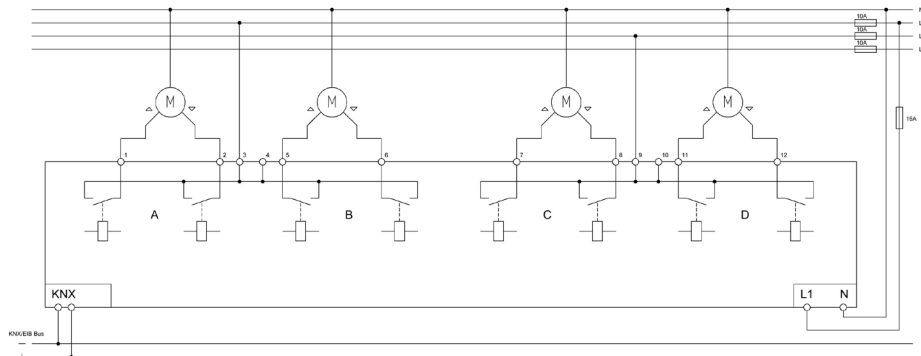 10A
10A
10A
16A
M M M M
1 2 3 4 5 6 7 8 9 10 11 12
A B C D
KNX L1 N
KNX/EIB Bus